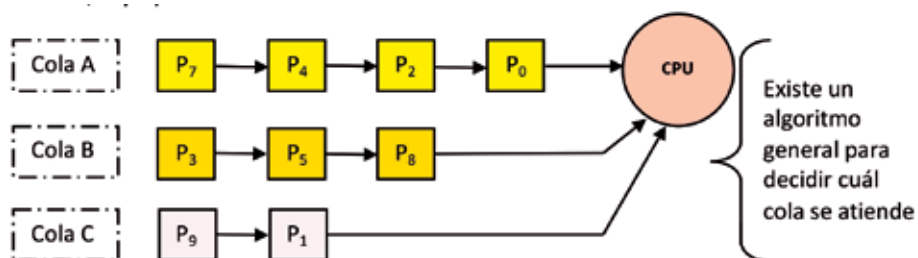 Cola A P₇ P₄ P₂ P₀ CPU
Cola B P₃ P₅ P₈
Cola C P₉ P₁
Existe un
algoritmo
general para
decidir cuál
cola se atiende